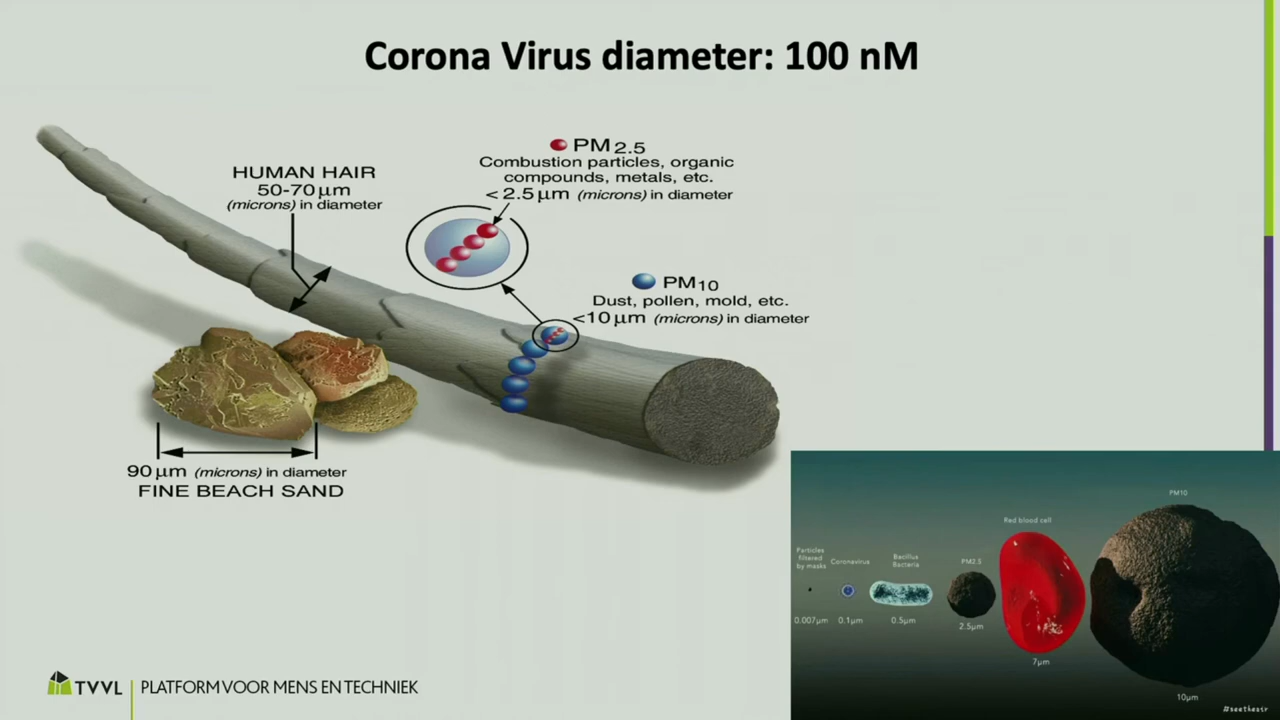 Corona Virus diameter: 100 nM
PM 2.5
Combustion particles, organic
compounds, metals, etc.
< 2.5 µm (microns) in diameter
HUMAN HAIR
50-70 µm
(microns) in diameter
PM10
Dust, pollen, mold, etc.
<10 µm (microns) in diameter
90 µm (microns) in diameter
FINE BEACH SAND
Particles
filtered
by masks
0.007µm
Coronavirus
0.1µm
Bacillus
Bacteria
0.5µm
PM2.5
2.5µm
Red blood cell
7µm
PM10
10µm
TVVL
PLATFORM VOOR MENS EN TECHNIEK